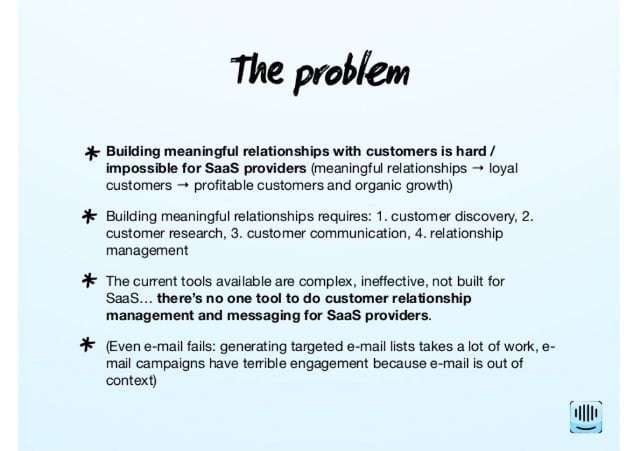 The problem
* Building meaningful relationships with customers is hard /
impossible for SaaS providers (meaningful relationships → loyal
customers → profitable customers and organic growth)
* Building meaningful relationships requires: 1. customer discovery, 2.
customer research, 3. customer communication, 4. relationship
management
* The current tools available are complex, ineffective, not built for
SaaS... there's no one tool to do customer relationship
management and messaging for SaaS providers.
* (Even e-mail fails: generating targeted e-mail lists takes a lot of work, e-
mail campaigns have terrible engagement because e-mail is out of
context)